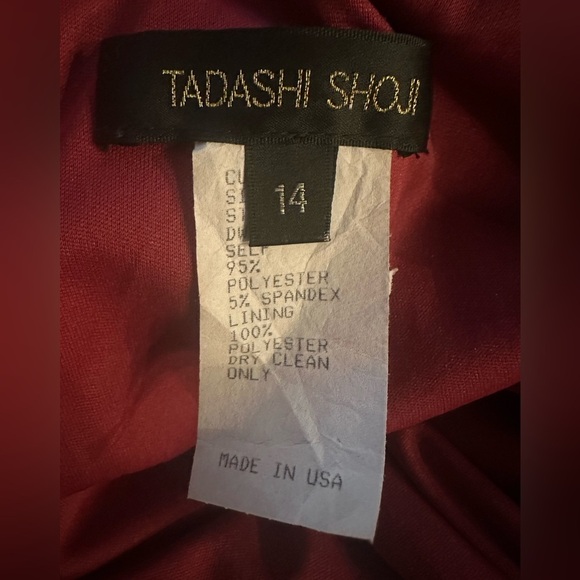 TADASHI SHOJI
14
SELF
95%
POLYESTER
5% SPANDEX
LINING
100%
POLYESTER
DRY CLEAN
ONLY
MADE IN USA